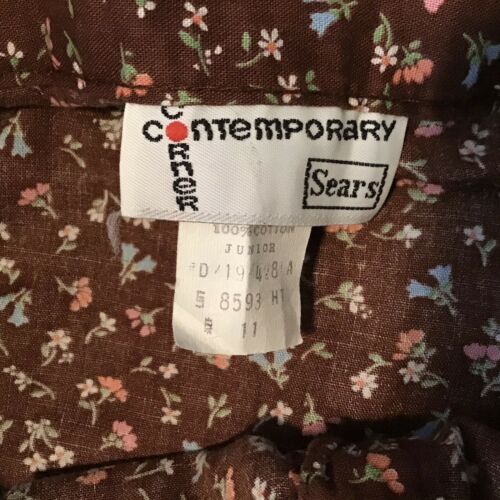 CONTEMPORARY
CORNER
Sears
100% COTTON
JUNIOR
8593 HT
11